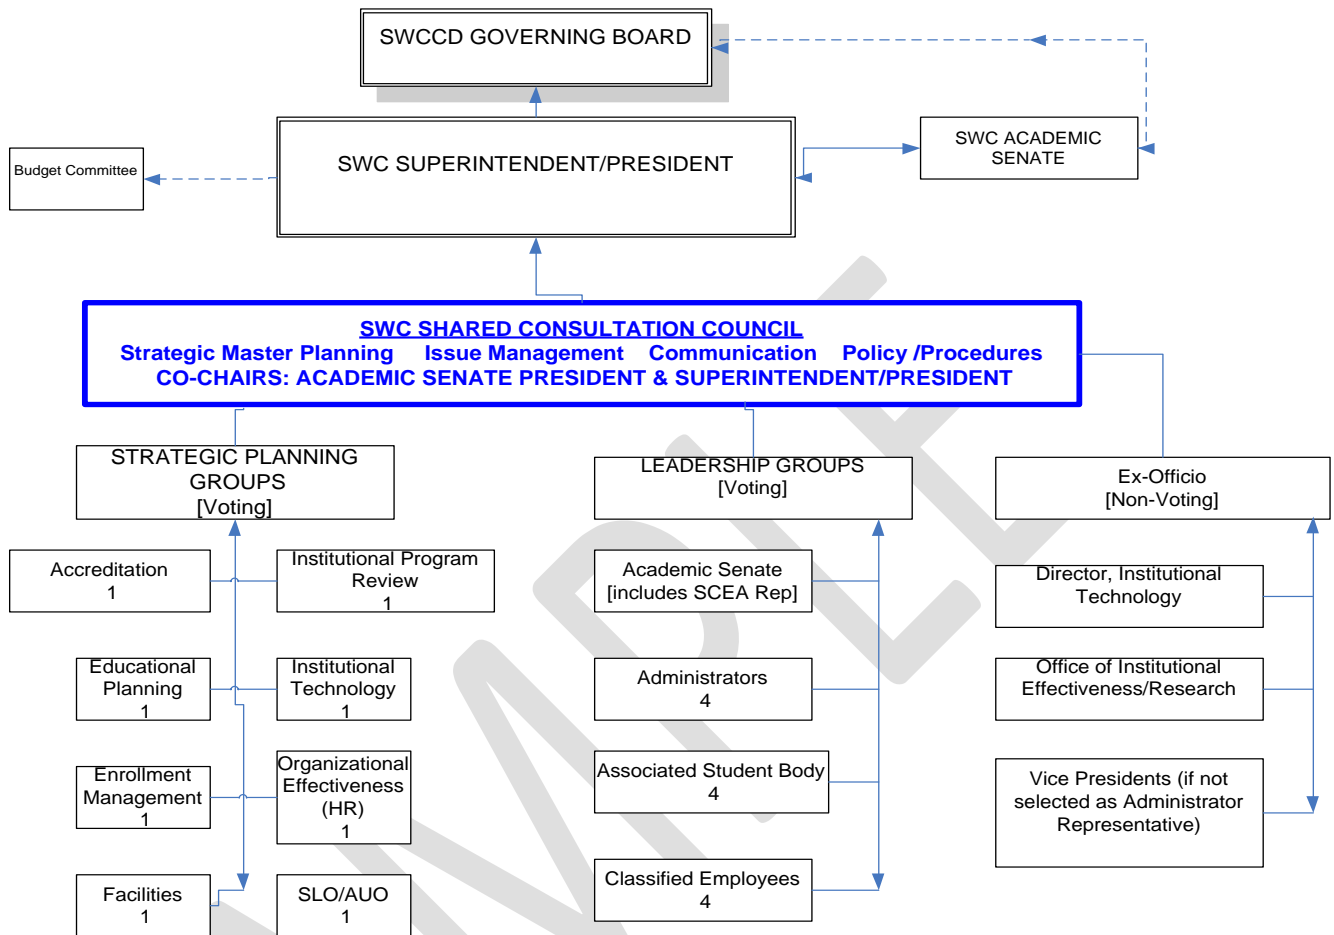 SWCCD GOVERNING BOARD
SWC SUPERINTENDENT/PRESIDENT
SWC ACADEMIC
SENATE
Budget Committee
SWC SHARED CONSULTATION COUNCIL
Strategic Master Planning Issue Management Communication Policy /Procedures
CO-CHAIRS: ACADEMIC SENATE PRESIDENT & SUPERINTENDENT/PRESIDENT
STRATEGIC PLANNING
GROUPS
[Voting]
LEADERSHIP GROUPS
[Voting]
Ex-Officio
[Non-Voting]
Accreditation
1
Institutional Program
Review
1
Academic Senate
[includes SCEA Rep]
Director, Institutional
Technology
Educational
Planning
1
Institutional
Technology
1
Administrators
4
Office of Institutional
Effectiveness/Research
Enrollment
Management
1
Organizational
Effectiveness
(HR)
1
Associated Student Body
4
Vice Presidents (if not
selected as Administrator
Representative)
Facilities
1
SLO/AUO
1
Classified Employees
4
MPLE